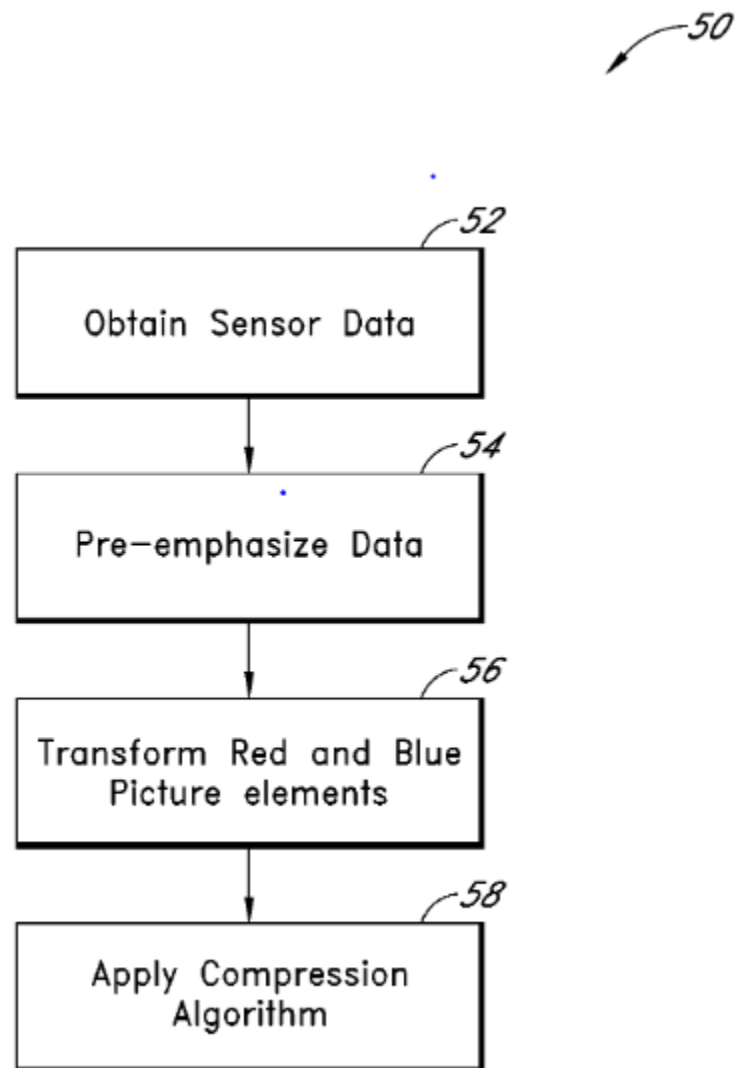 50
52
Obtain Sensor Data
54
Pre-emphasize Data
56
Transform Red and Blue
Picture elements
58
Apply Compression
Algorithm